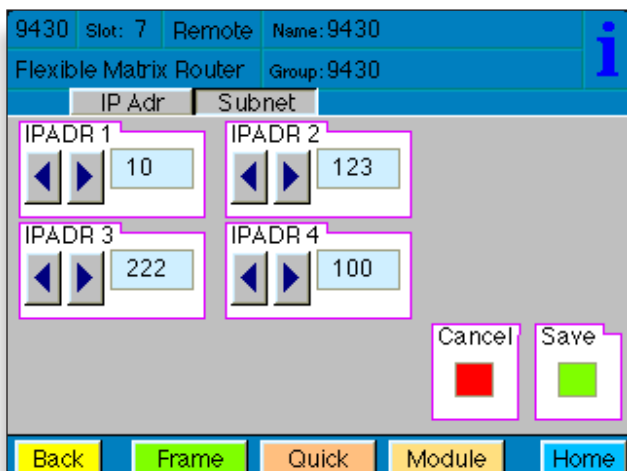 9430 Slot: 7 Remote Name: 9430
Flexible Matrix Router Group: 9430
i
IP Adr Subnet
IPADR 1 IPADR 2
10 123
IPADR 3 IPADR 4
222 100
Cancel Save
Back Frame Quick Module Home